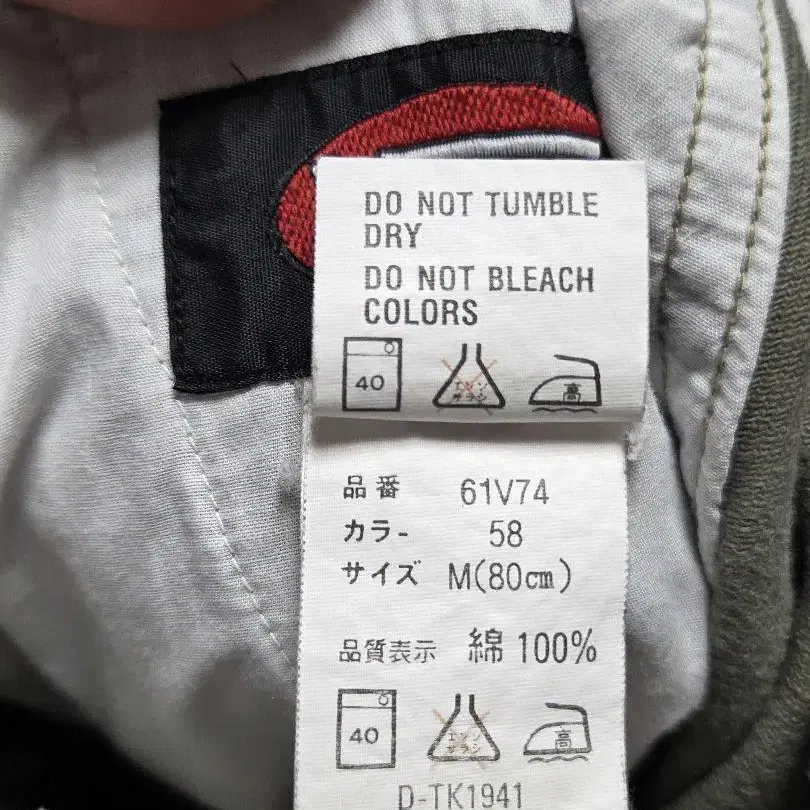 DO NOT TUMBLE
DRY
DO NOT BLEACH
COLORS
40 エンソ サラシ 高
品番 61V74
カラ- 58
サイズ M(80cm)
品質表示 綿 100%
40 エンソ サラシ 高
D-TK1941